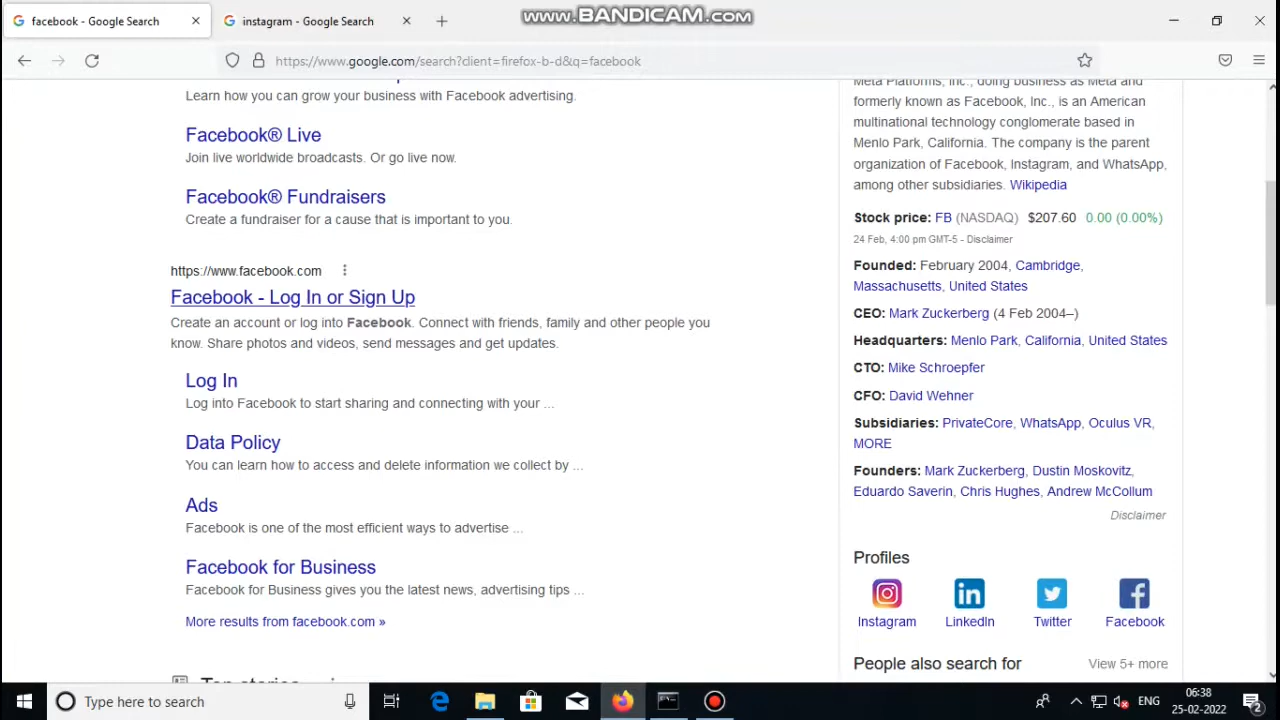 facebook - Google Search
instagram - Google Search
www.BANDICAM.com
https://www.google.com/search?client=firefox-b-d&q=facebook
Learn how you can grow your business with Facebook advertising.
Facebook® Live
Join live worldwide broadcasts. Or go live now.
Facebook® Fundraisers
Create a fundraiser for a cause that is important to you.
https://www.facebook.com
Facebook - Log In or Sign Up
Create an account or log into Facebook. Connect with friends, family and other people you
know. Share photos and videos, send messages and get updates.
Log In
Log into Facebook to start sharing and connecting with your ...
Data Policy
You can learn how to access and delete information we collect by ...
Ads
Facebook is one of the most efficient ways to advertise ...
Facebook for Business
Facebook for Business gives you the latest news, advertising tips ...
More results from facebook.com »
Top stories
Meta Platforms, Inc., doing business as Meta and
formerly known as Facebook, Inc., is an American
multinational technology conglomerate based in
Menlo Park, California. The company is the parent
organization of Facebook, Instagram, and WhatsApp,
among other subsidiaries. Wikipedia
Stock price: FB (NASDAQ) $207.60 0.00 (0.00%)
24 Feb, 4:00 pm GMT-5 - Disclaimer
Founded: February 2004, Cambridge,
Massachusetts, United States
CEO: Mark Zuckerberg (4 Feb 2004–)
Headquarters: Menlo Park, California, United States
CTO: Mike Schroepfer
CFO: David Wehner
Subsidiaries: PrivateCore, WhatsApp, Oculus VR,
MORE
Founders: Mark Zuckerberg, Dustin Moskovitz,
Eduardo Saverin, Chris Hughes, Andrew McCollum
Disclaimer
Profiles
Instagram
LinkedIn
Twitter
Facebook
People also search for
View 5+ more
Type here to search
ENG
06:38
25-02-2022
2